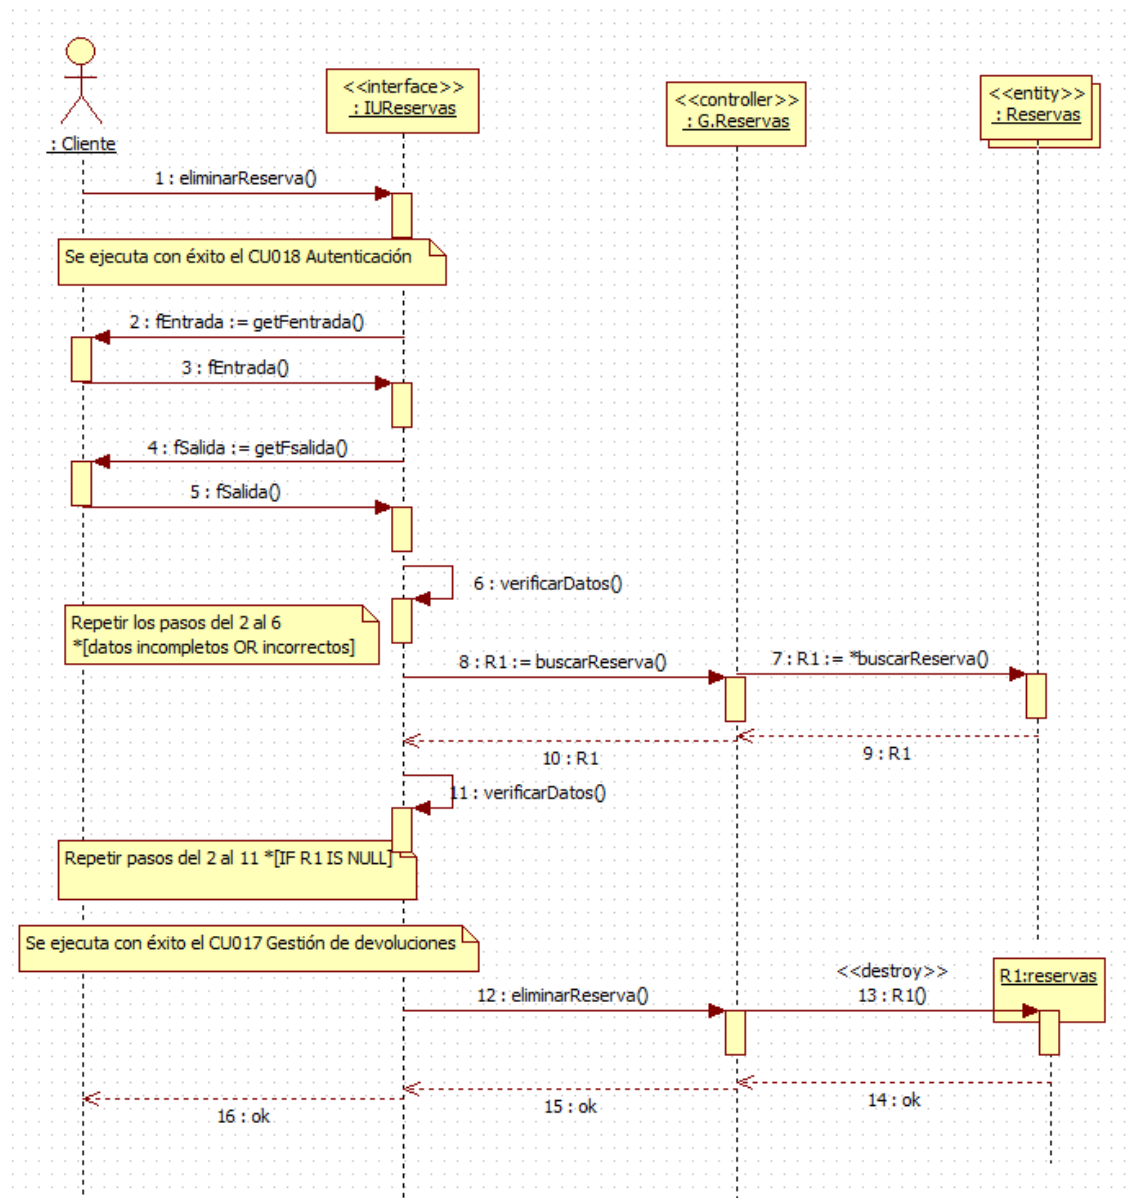 <<interface>>
: IUReservas
<<controller>>
: G.Reservas
<<entity>>
: Reservas
: Cliente
1 : eliminarReserva()
Se ejecuta con éxito el CU018 Autenticación
2 : fEntrada := getFentrada()
3 : fEntrada()
4 : fSalida := getFsalida()
5 : fSalida()
6 : verificarDatos()
Repetir los pasos del 2 al 6
*[datos incompletos OR incorrectos]
8 : R1 := buscarReserva()
7 : R1 := *buscarReserva()
10 : R1
9 : R1
11 : verificarDatos()
Repetir pasos del 2 al 11 *[IF R1 IS NULL]
Se ejecuta con éxito el CU017 Gestión de devoluciones
<<destroy>>
R1:reservas
12 : eliminarReserva()
13 : R1()
16 : ok
15 : ok
14 : ok